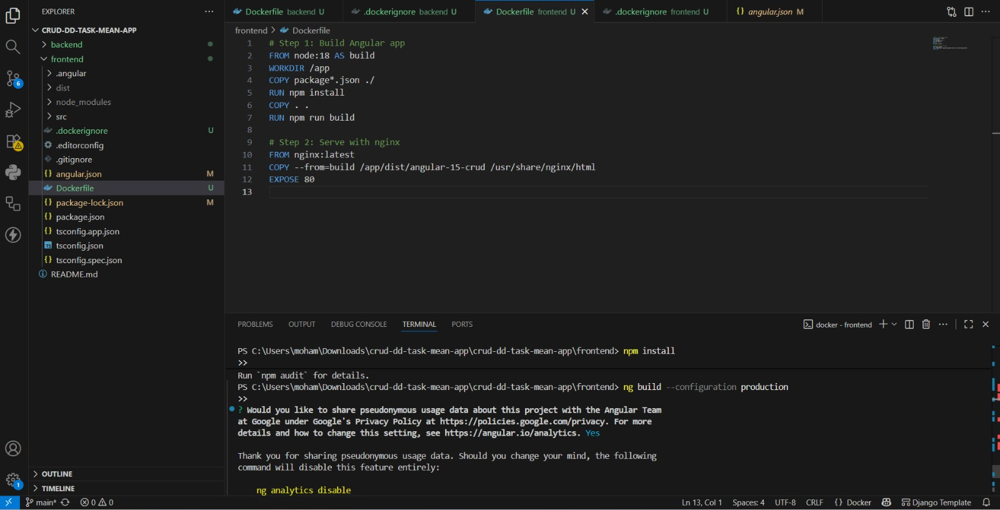 EXPLORER
CRUD-DD-TASK-MEAN-APP
backend
frontend
.angular
dist
node_modules
src
.dockerignore U
.editorconfig
.gitignore
angular.json M
Dockerfile U
package-lock.json M
package.json
tsconfig.app.json
tsconfig.json
tsconfig.spec.json
README.md
OUTLINE
TIMELINE
6
1
Dockerfile backend U
.dockerignore backend U
Dockerfile frontend U
.dockerignore frontend U
angular.json M
frontend > Dockerfile
1 # Step 1: Build Angular app
2 FROM node:18 AS build
3 WORKDIR /app
4 COPY package*.json ./
5 RUN npm install
6 COPY . .
7 RUN npm run build
8
9 # Step 2: Serve with nginx
10 FROM nginx:latest
11 COPY --from=build /app/dist/angular-15-crud /usr/share/nginx/html
12 EXPOSE 80
13
PROBLEMS OUTPUT DEBUG CONSOLE TERMINAL PORTS
docker - frontend
PS C:\Users\moham\Downloads\crud-dd-task-mean-app\crud-dd-task-mean-app\frontend> npm install
>>
Run `npm audit` for details.
PS C:\Users\moham\Downloads\crud-dd-task-mean-app\crud-dd-task-mean-app\frontend> ng build --configuration production
>>
? Would you like to share pseudonymous usage data about this project with the Angular Team
at Google under Google's Privacy Policy at https://policies.google.com/privacy. For more
details and how to change this setting, see https://angular.io/analytics. Yes
Thank you for sharing pseudonymous usage data. Should you change your mind, the following
command will disable this feature entirely:
ng analytics disable
main* 0 0 Ln 13, Col 1 Spaces: 4 UTF-8 CRLF {} Docker Django Template